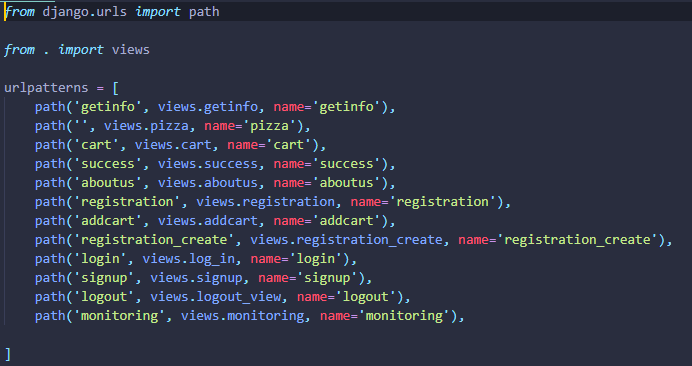 from django.urls import path
from . import views
urlpatterns = [
path('getinfo', views.getinfo, name='getinfo'),
path('', views.pizza, name='pizza'),
path('cart', views.cart, name='cart'),
path('success', views.success, name='success'),
path('aboutus', views.aboutus, name='aboutus'),
path('registration', views.registration, name='registration'),
path('addcart', views.addcart, name='addcart'),
path('registration_create', views.registration_create, name='registration_create'),
path('login', views.log_in, name='login'),
path('signup', views.signup, name='signup'),
path('logout', views.logout_view, name='logout'),
path('monitoring', views.monitoring, name='monitoring'),
]